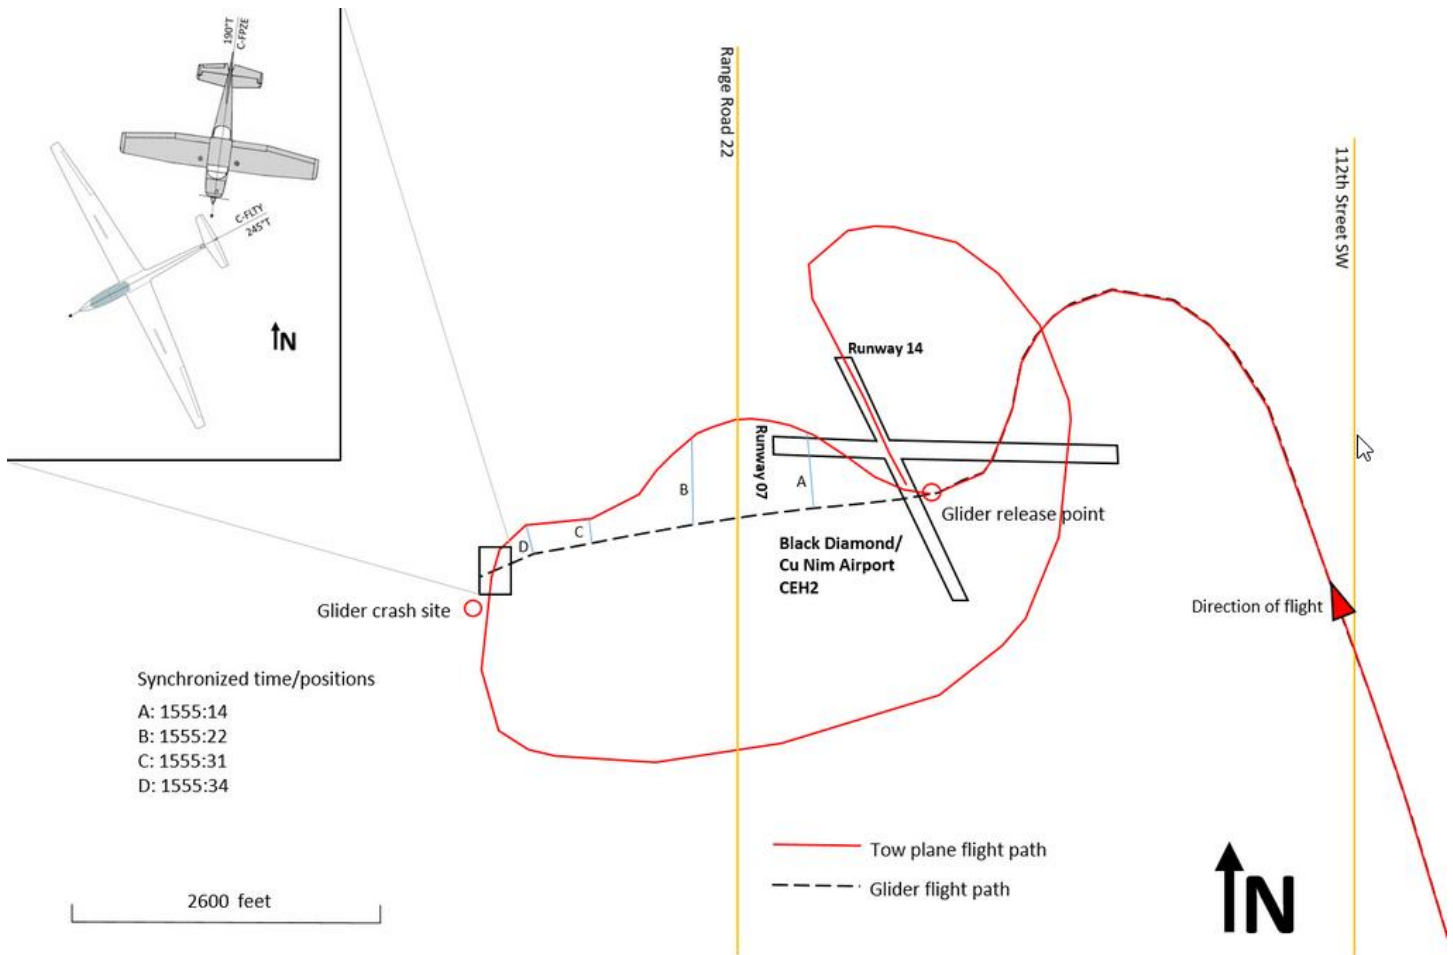 190°T
C-FPZE
C-FLTY
245°T
N
Range Road 22
112th Street SW
Runway 14
Runway 07
A
B
C
D
Glider release point
Black Diamond/
Cu Nim Airport
CEH2
Glider crash site
Direction of flight
Synchronized time/positions
A: 1555:14
B: 1555:22
C: 1555:31
D: 1555:34
Tow plane flight path
Glider flight path
2600 feet
N